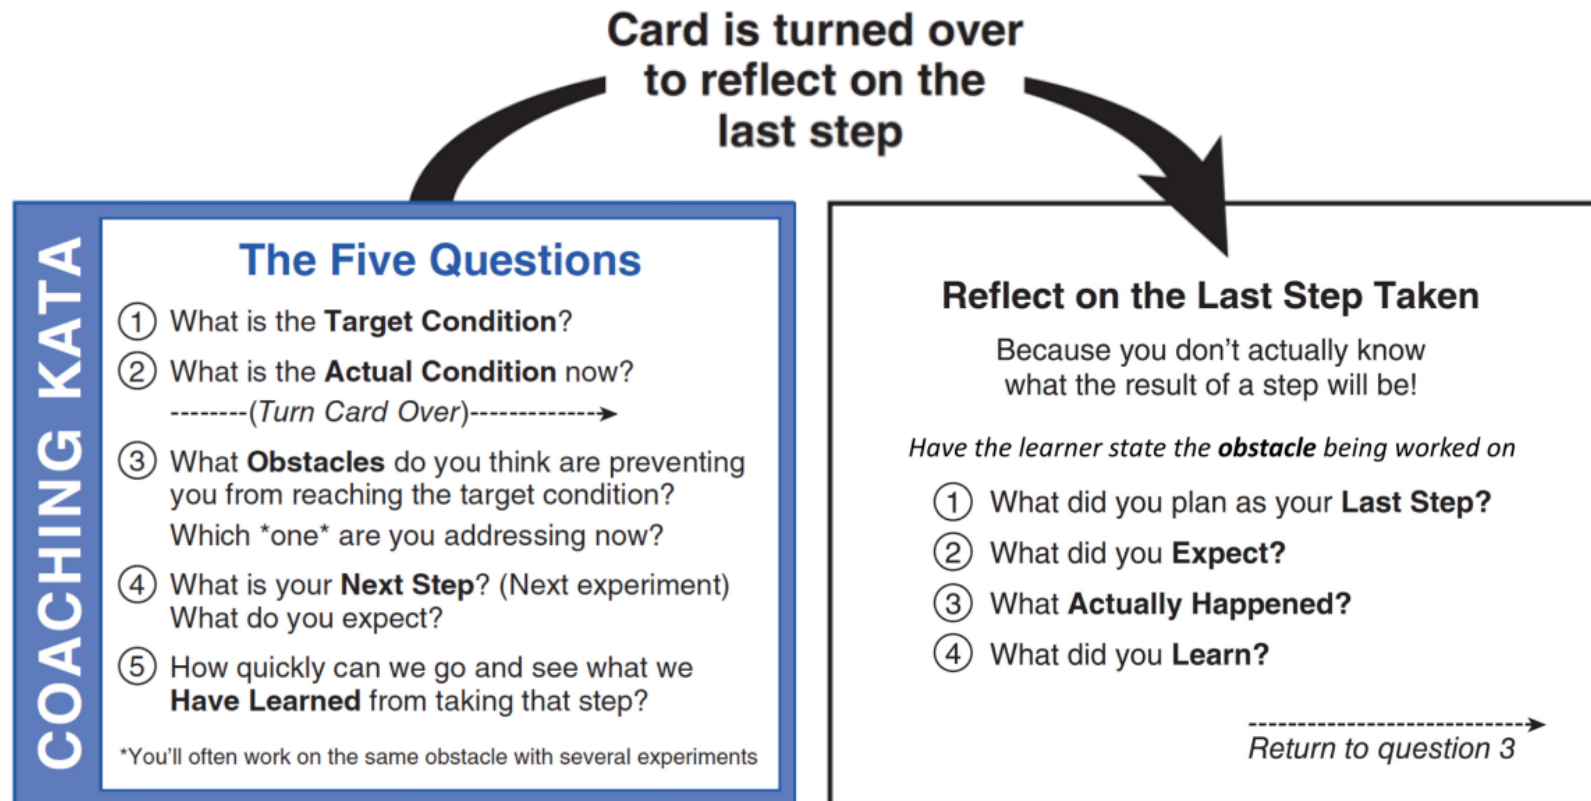 Card is turned over
to reflect on the
last step
COACHING KATA
The Five Questions
1 What is the Target Condition?
2 What is the Actual Condition now?
--------(Turn Card Over)------------->
3 What Obstacles do you think are preventing
you from reaching the target condition?
Which *one* are you addressing now?
4 What is your Next Step? (Next experiment)
What do you expect?
5 How quickly can we go and see what we
Have Learned from taking that step?
*You'll often work on the same obstacle with several experiments
Reflect on the Last Step Taken
Because you don't actually know
what the result of a step will be!
Have the learner state the obstacle being worked on
1 What did you plan as your Last Step?
2 What did you Expect?
3 What Actually Happened?
4 What did you Learn?
Return to question 3